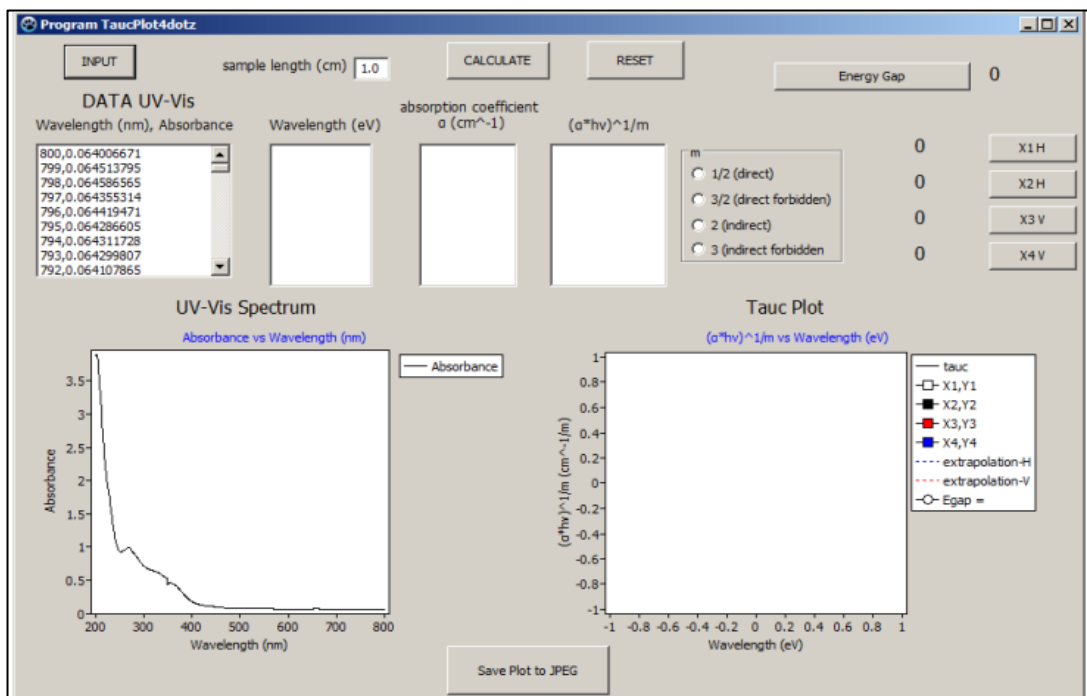 Program TaucPlot4dotz
INPUT
sample length (cm) 1.0
CALCULATE
RESET
Energy Gap
0
DATA UV-Vis
Wavelength (nm), Absorbance
800,0.064006671
799,0.064513795
798,0.064586565
797,0.064355314
796,0.064419471
795,0.064286605
794,0.064311728
793,0.064299807
792,0.064107865
Wavelength (eV)
absorption coefficient
α (cm^-1)
(α*hv)^1/m
m
1/2 (direct)
3/2 (direct forbidden)
2 (indirect)
3 (indirect forbidden
0
X1 H
0
X2 H
0
X3 V
0
X4 V
UV-Vis Spectrum
Absorbance vs Wavelength (nm)
Absorbance
3.5
3
2.5
2
1.5
1
0.5
0
Absorbance
200 300 400 500 600 700 800
Wavelength (nm)
Tauc Plot
(α*hv)^1/m vs Wavelength (eV)
(α*hv)^1/m (cm^-1/m)
1
0.8
0.6
0.4
0.2
0
-0.2
-0.4
-0.6
-0.8
-1
-1 -0.8 -0.6 -0.4 -0.2 0 0.2 0.4 0.6 0.8 1
Wavelength (eV)
tauc
X1,Y1
X2,Y2
X3,Y3
X4,Y4
extrapolation-H
extrapolation-V
Egap =
Save Plot to JPEG